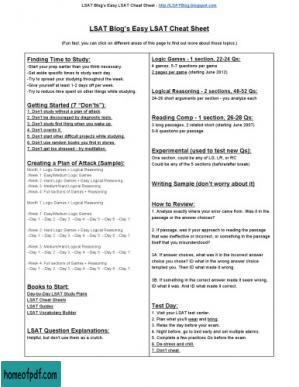 LSAT Blog's Easy LSAT Cheat Sheet - http://LSATBlog.blogspot.com
LSAT Blog's Easy LSAT Cheat Sheet
(Fun fact, you can click on different areas of this page to find out more about those topics.)
Finding Time to Study:
-Start your prep earlier than you think necessary.
-Set aside specific times to study each day.
-Try to spread your studying throughout the week.
-Give yourself at least 1-2 days off per week.
-Try to reduce time spent on other things while studying.
Getting Started (7 "Don'ts"):
1. Don't start too late.
2. Don't start by doing diagnostic tests.
3. Don't study first thing when you wake up.
4. Don't overdo it.
5. Don't start other difficult projects while studying.
6. Don't use random books you find in stores.
7. Don't get too stressed - try meditation.
Creating a Plan of Attack (Sample):
Month 1: Logic Games + Logical Reasoning
Week 1: Easy/Medium Logic Games
Week 2: Hard Logic Games + Easy Logical Reasoning
Week 3: Medium/Hard Logical Reasoning
Week 4: Full sections of Games + Reasoning
Month 1: Logic Games + Logical Reasoning
Week 1: Easy/Medium Logic Games
-Day 1 -Day 2 -Day 3 -Day 4 -Day 5 -Day 6 -Day 7
Week 2: Hard Logic Games + Easy Logical Reasoning
-Day 1 -Day 2 -Day 3 -Day 4 -Day 5 -Day 6 -Day 7
Week 3: Medium/Hard Logical Reasoning
-Day 1 -Day 2 -Day 3 -Day 4 -Day 5 -Day 6 -Day 7
Week 4: Full sections of Games + Reasoning
-Day 1 -Day 2 -Day 3 -Day 4 -Day 5 -Day 6 -Day 7
Books to Start:
Day-by-Day LSAT Study Plans
LSAT Cheat Sheets
LSAT Guides
LSAT Vocabulary Builder
LSAT Question Explanations:
Helpful, but don't use them as a crutch.
Logic Games - 1 section, 22-24 Qs:
4 games; 5-7 questions per game
2 pages per game (starting June 2012)
Logical Reasoning - 2 sections, 48-52 Qs:
24-26 short arguments per section - you analyze each
Reading Comp - 1 section, 26-28 Qs:
3 long passages, 2 related short (starting June 2007)
5-8 questions per passage
Experimental (used to test new Qs):
One section, could be any of LG, LR, or RC
Could be any of the 5 sections (before/after break)
Writing Sample (don't worry about it)
How to Review:
1. Analyze exactly where your error came from. Was it in the
passage or the answer choices?
2. If passage, was it your approach to reading the passage
that was ineffective or incorrect, or something in the passage
itself that you misunderstood?
3A. If answer choices, what was it in the incorrect answer
choice you chose? ID what in the wrong answer choice
tempted you. Then ID what made it wrong.
3B. If something in the correct answer made it seem wrong,
ID what it was. And ID what made it correct.
Test Day:
1. Visit your LSAT test center.
2. Plan what you'll wear and bring.
3. Relax the day before the exam.
4. Night before, go to bed early and set multiple alarms.
5. Complete a few practice Qs before the exam.
6. De-stress and chill.
7. Don't cheat.
homeofpdf.com